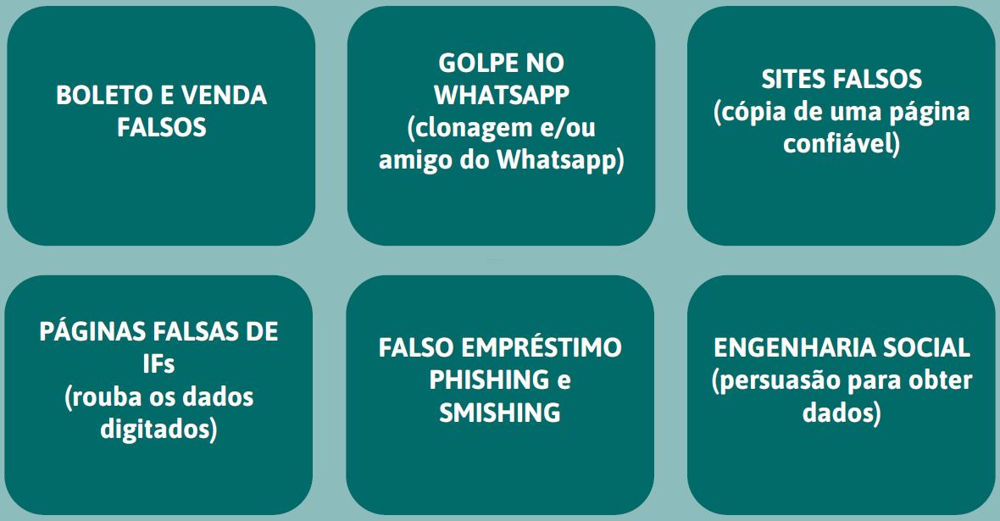 BOLETO E VENDA
FALSOS
GOLPE NO
WHATSAPP
(clonagem e/ou
amigo do Whatsapp)
SITES FALSOS
(cópia de uma página
confiável)
PÁGINAS FALSAS DE
IFs
(rouba os dados
digitados)
FALSO EMPRÉSTIMO
PHISHING e
SMISHING
ENGENHARIA SOCIAL
(persuasão para obter
dados)